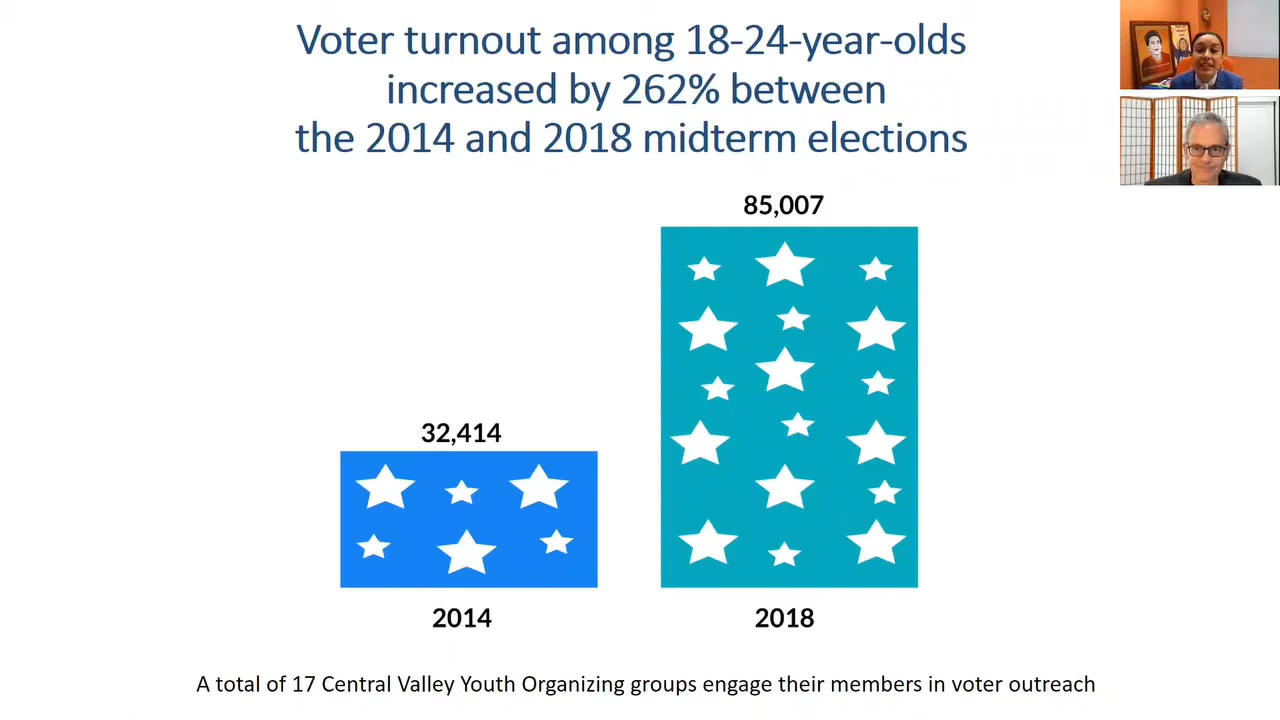 Voter turnout among 18-24-year-olds
increased by 262% between
the 2014 and 2018 midterm elections
85,007
32,414
2014
2018
A total of 17 Central Valley Youth Organizing groups engage their members in voter outreach